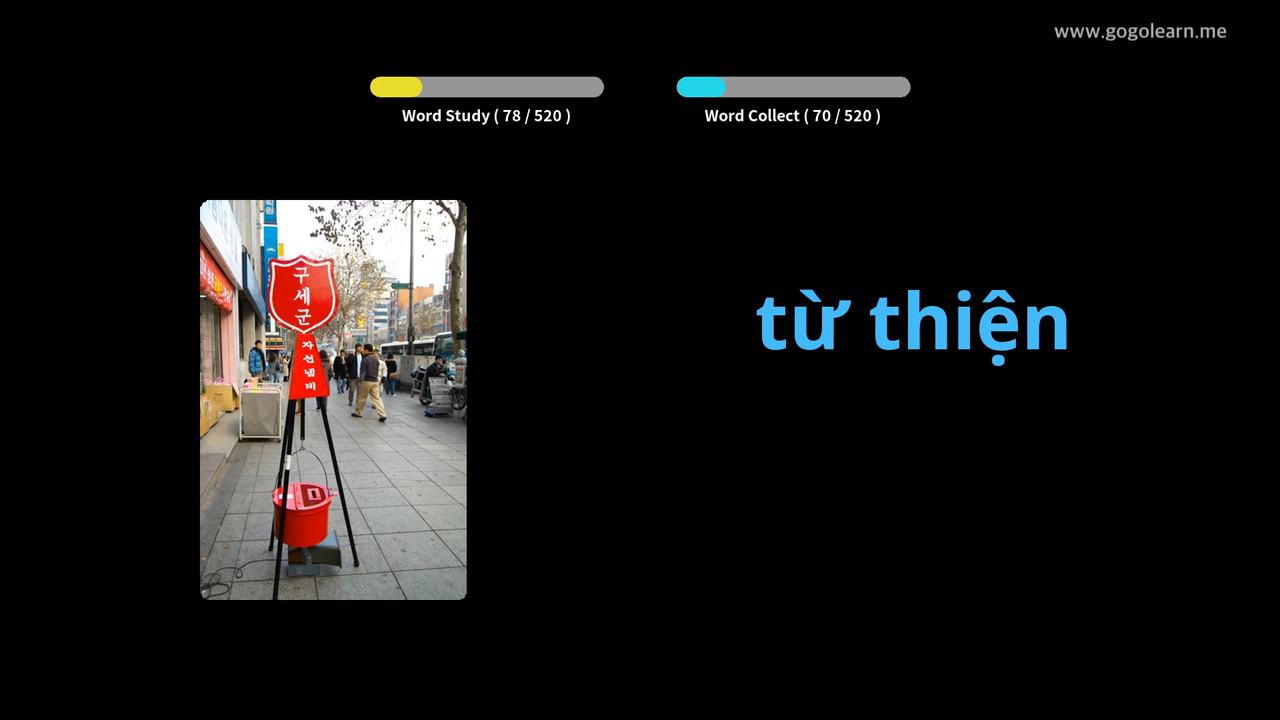 www.gogolearn.me
Word Study ( 78 / 520 )
Word Collect ( 70 / 520 )
구세군
자선냄비
từ thiện